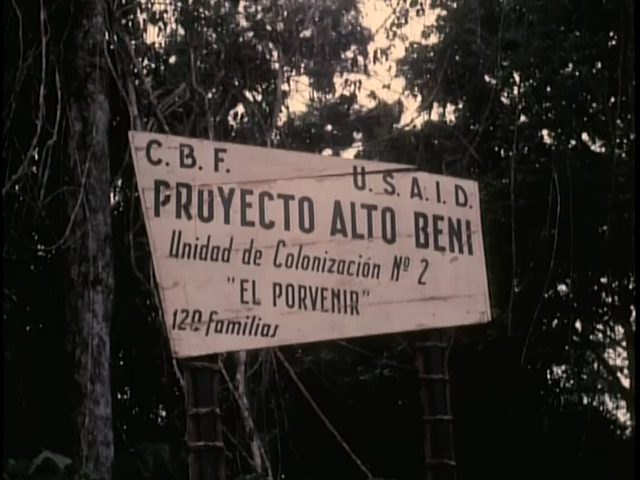 C. B. F. U. S. A. I. D.
PROYECTO ALTO BENI
Unidad de Colonización Nº 2
"EL PORVENIR"
120 familias